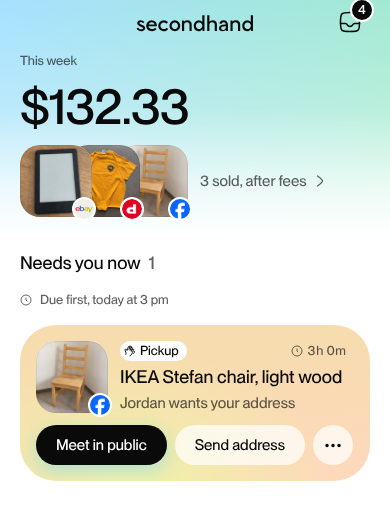 secondhand
4
This week
$132.33
ebay
d
3 sold, after fees
Needs you now 1
Due first, today at 3 pm
Pickup
3h 0m
IKEA Stefan chair, light wood
Jordan wants your address
Meet in public
Send address